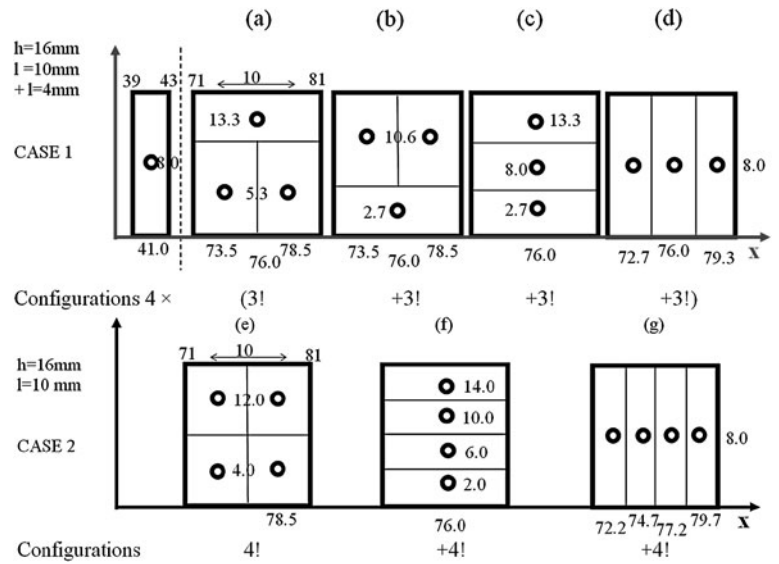 (a) (b) (c) (d)
h=16mm
l =10mm
+ l=4mm
39 43 71 10 81
13.3 10.6 13.3
CASE 1
8.0 5.3 2.7 8.0 2.7 8.0
41.0 73.5 76.0 78.5 73.5 76.0 78.5 76.0 72.7 76.0 79.3 x
Configurations 4 × (3! +3! +3! +3!)
(e) (f) (g)
h=16mm
l=10 mm
71 10 81
12.0 14.0
10.0
CASE 2
4.0 6.0 8.0
2.0
78.5 76.0 72.2 74.7 77.2 79.7 x
Configurations 4! +4! +4!